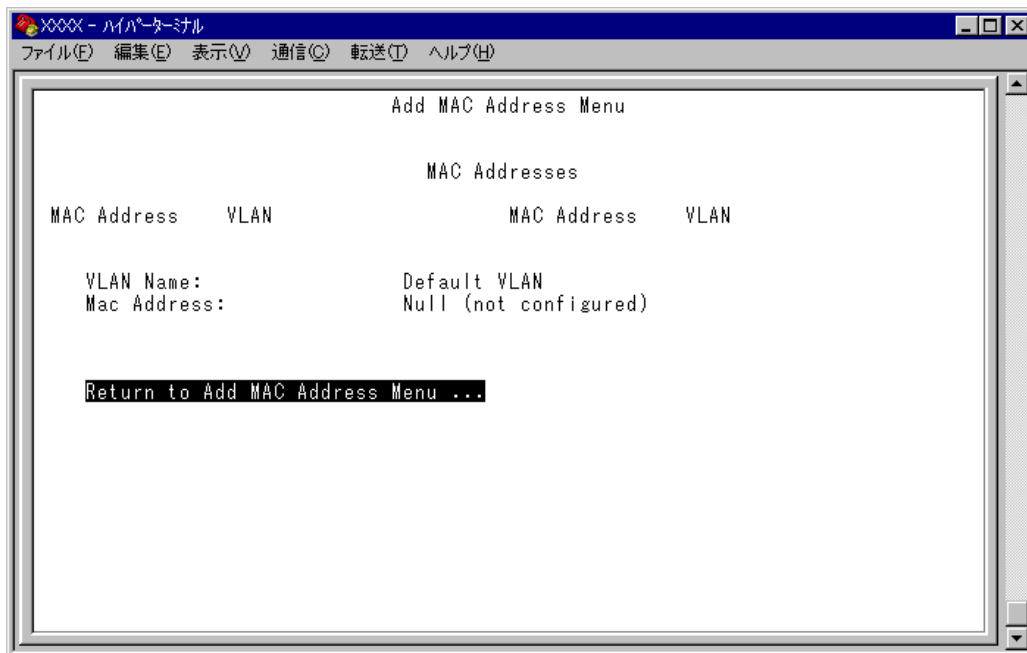 XXXX - ハイパーターミナル
ファイル(F) 編集(E) 表示(V) 通信(C) 転送(T) ヘルプ(H)
Add MAC Address Menu
MAC Addresses
MAC Address VLAN MAC Address VLAN
VLAN Name: Default VLAN
Mac Address: Null (not configured)
Return to Add MAC Address Menu ...